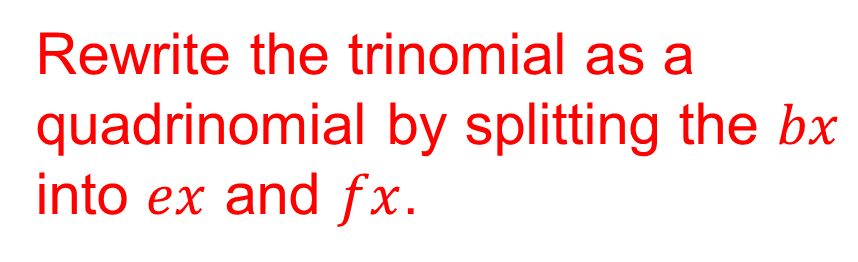 Rewrite the trinomial as a
quadrinomial by splitting the 𝑏𝑥
into 𝑒𝑥 and 𝑓𝑥.